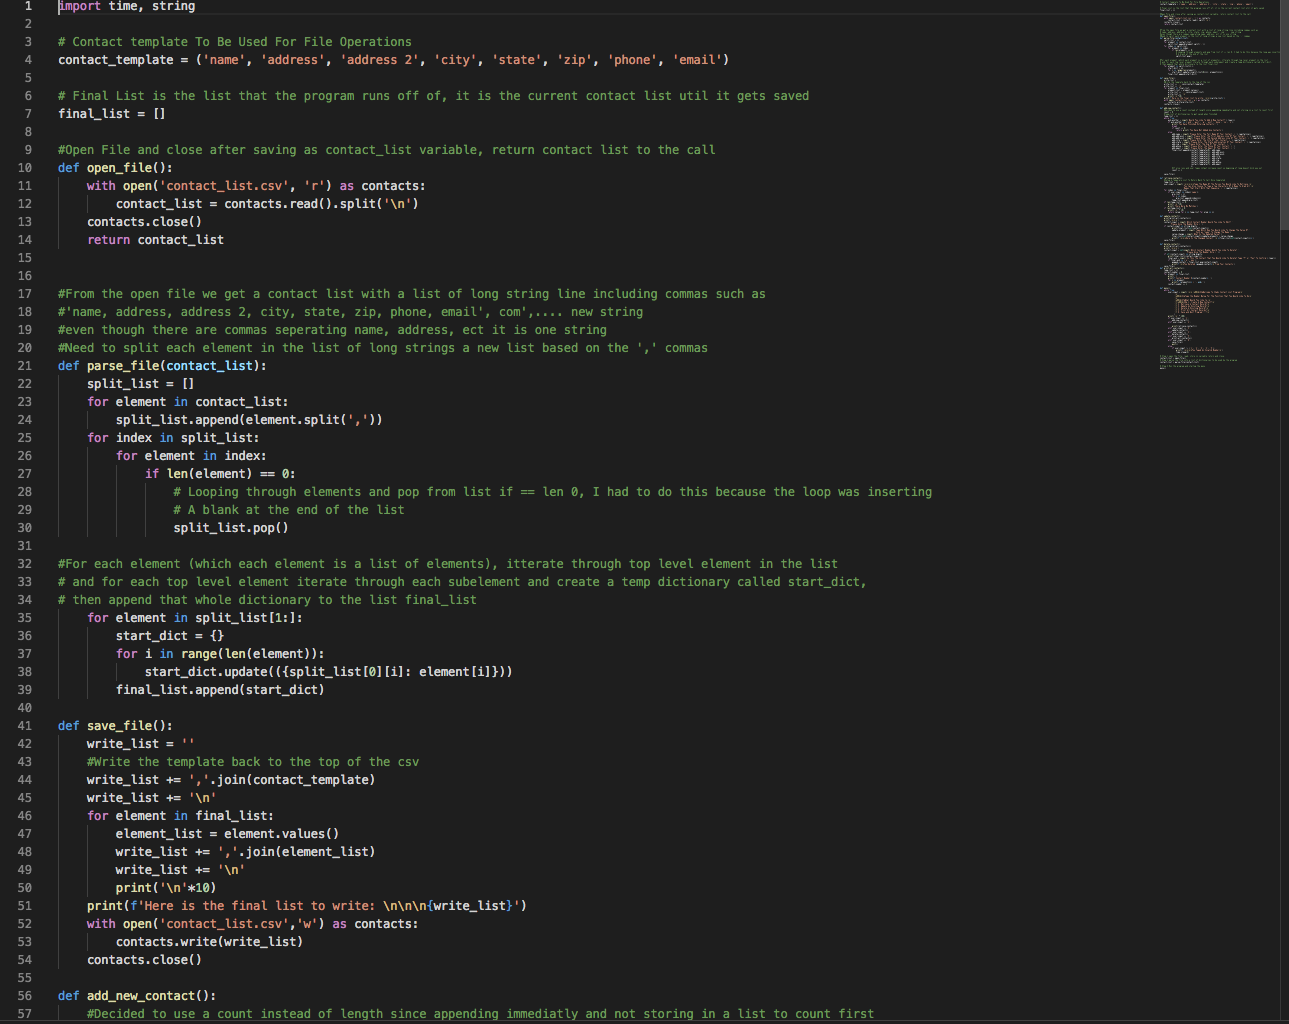 1 import time, string
2
3 # Contact template To Be Used For File Operations
4 contact_template = ('name', 'address', 'address 2', 'city', 'state', 'zip', 'phone', 'email')
5
6 # Final List is the list that the program runs off of, it is the current contact list util it gets saved
7 final_list = []
8
9 #Open File and close after saving as contact_list variable, return contact list to the call
10 def open_file():
11     with open('contact_list.csv', 'r') as contacts:
12         contact_list = contacts.read().split('\n')
13     contacts.close()
14     return contact_list
15
16
17 #From the open file we get a contact list with a list of long string line including commas such as
18 #'name, address, address 2, city, state, zip, phone, email', com',.... new string
19 #even though there are commas seperating name, address, ect it is one string
20 #Need to split each element in the list of long strings a new list based on the ',' commas
21 def parse_file(contact_list):
22     split_list = []
23     for element in contact_list:
24         split_list.append(element.split(','))
25     for index in split_list:
26         for element in index:
27             if len(element) == 0:
28                 # Looping through elements and pop from list if == len 0, I had to do this because the loop was inserting
29                 # A blank at the end of the list
30                 split_list.pop()
31
32 #For each element (which each element is a list of elements), itterate through top level element in the list
33 # and for each top level element iterate through each subelement and create a temp dictionary called start_dict,
34 # then append that whole dictionary to the list final_list
35     for element in split_list[1:]:
36         start_dict = {}
37         for i in range(len(element)):
38             start_dict.update(({split_list[0][i]: element[i]}))
39         final_list.append(start_dict)
40
41 def save_file():
42     write_list = ''
43     #Write the template back to the top of the csv
44     write_list += ','.join(contact_template)
45     write_list += '\n'
46     for element in final_list:
47         element_list = element.values()
48         write_list += ','.join(element_list)
49         write_list += '\n'
50         print('\n'*10)
51     print(f'Here is the final list to write: \n\n\n{write_list}')
52     with open('contact_list.csv','w') as contacts:
53         contacts.write(write_list)
54     contacts.close()
55
56 def add_new_contact():
57     #Decided to use a count instead of length since appending immediatly and not storing in a list to count first